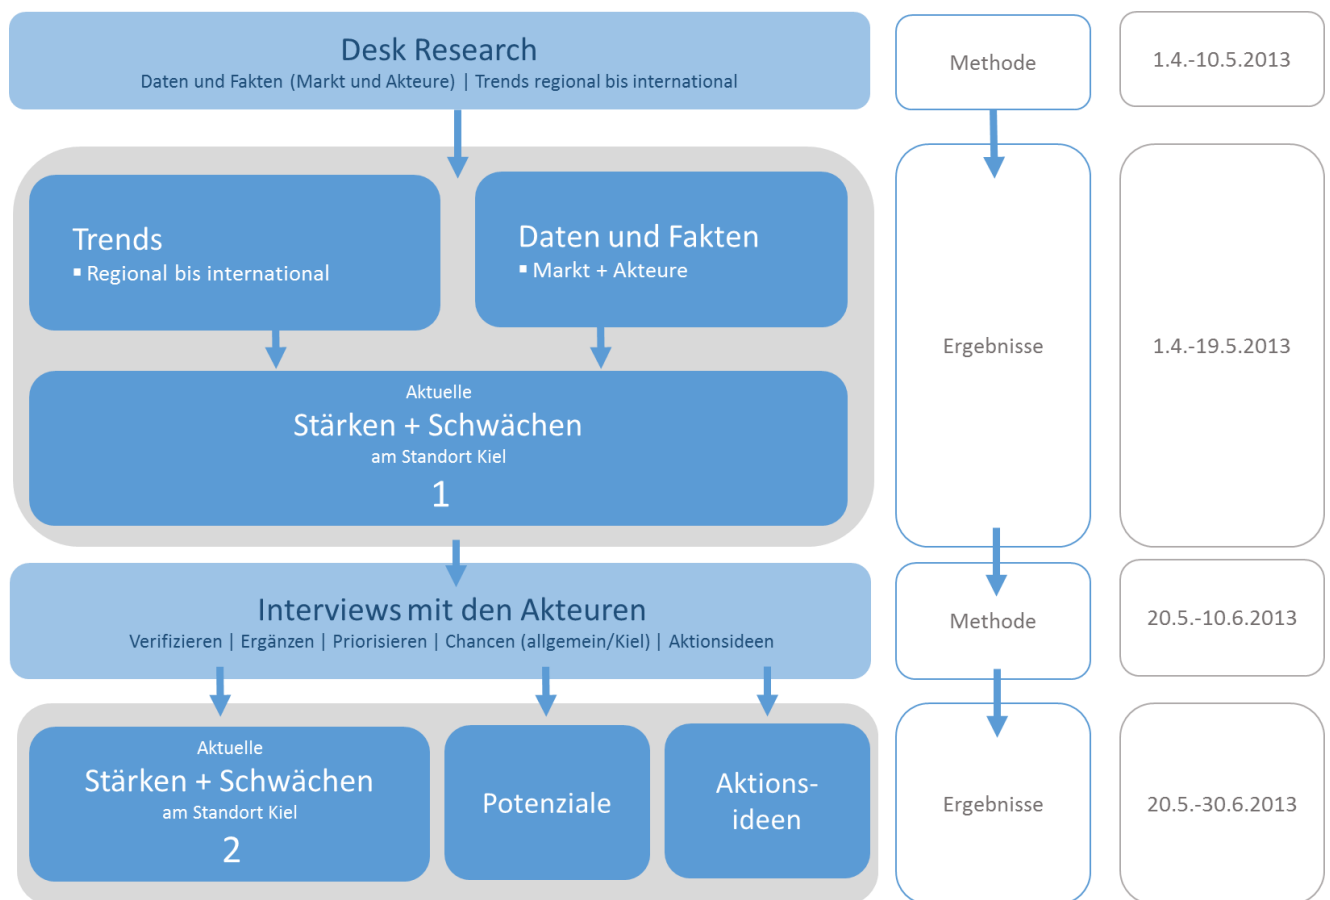 Desk Research
Daten und Fakten (Markt und Akteure) | Trends regional bis international
Methode
1.4.-10.5.2013
Trends
▪ Regional bis international
Daten und Fakten
▪ Markt + Akteure
Aktuelle
Stärken + Schwächen
am Standort Kiel
1
Ergebnisse
1.4.-19.5.2013
Interviews mit den Akteuren
Verifizieren | Ergänzen | Priorisieren | Chancen (allgemein/Kiel) | Aktionsideen
Methode
20.5.-10.6.2013
Aktuelle
Stärken + Schwächen
am Standort Kiel
2
Potenziale
Aktions-
ideen
Ergebnisse
20.5.-30.6.2013